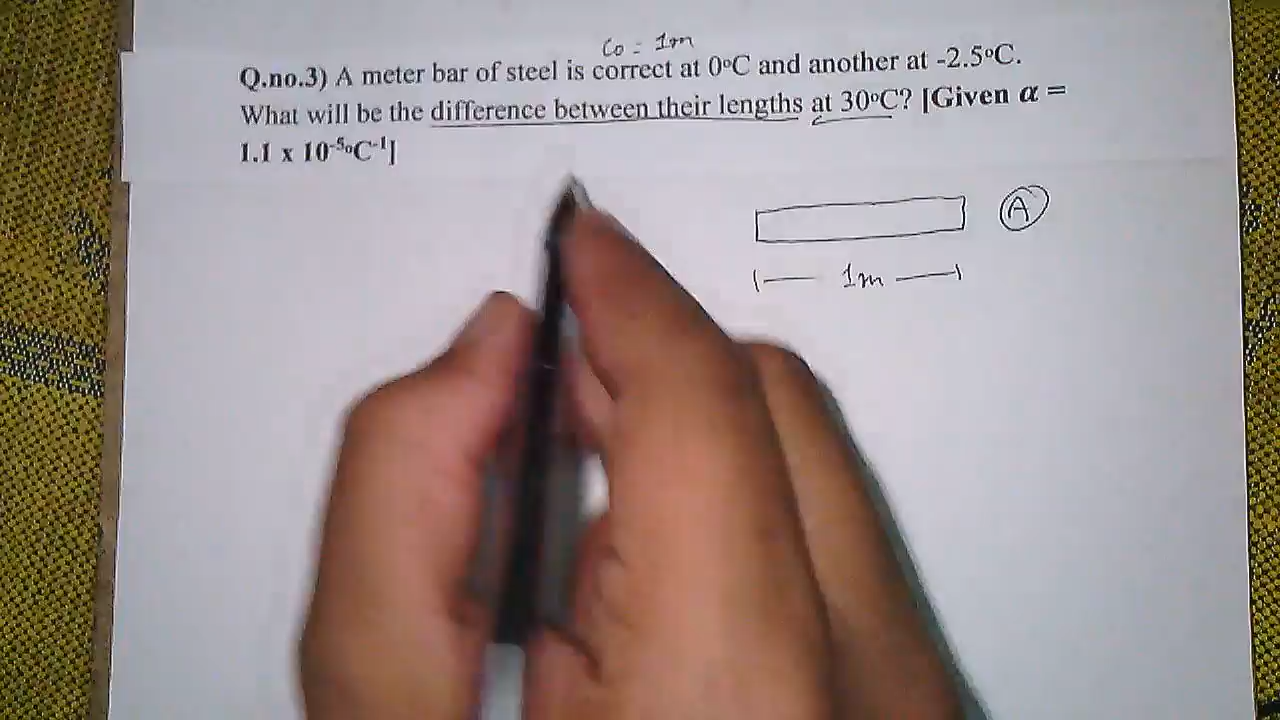 l₀ = 1m
Q.no.3) A meter bar of steel is correct at 0°C and another at -2.5°C.
What will be the difference between their lengths at 30°C? [Given α =
1.1 x 10⁻⁵°C⁻¹]
A
1m